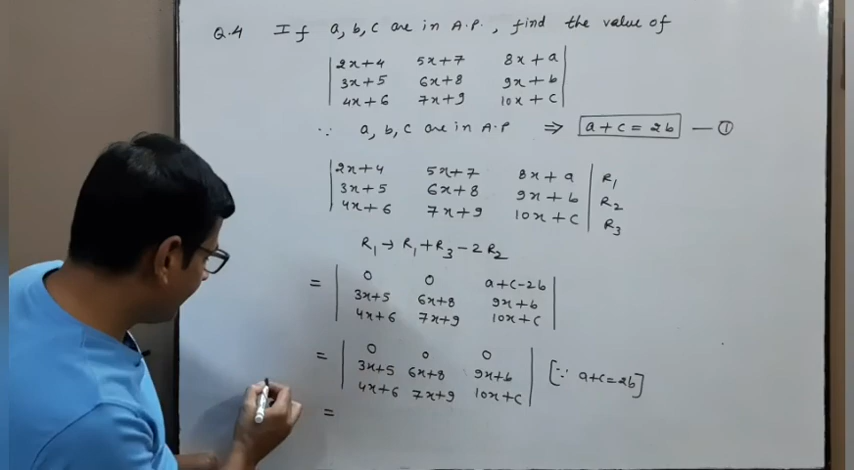 Q.4 If a, b, c are in A.P., find the value of
|2x+4 5x+7 8x+a|
|3x+5 6x+8 9x+b|
|4x+6 7x+9 10x+c|
∵ a, b, c are in A.P ⇒ a+c=2b — ①
|2x+4 5x+7 8x+a| R₁
|3x+5 6x+8 9x+b| R₂
|4x+6 7x+9 10x+c| R₃
R₁→R₁+R₃-2R₂
= |0 0 a+c-2b|
|3x+5 6x+8 9x+b|
|4x+6 7x+9 10x+c|
= |0 0 0|
|3x+5 6x+8 9x+b| [∵ a+c=2b]
|4x+6 7x+9 10x+c|
=